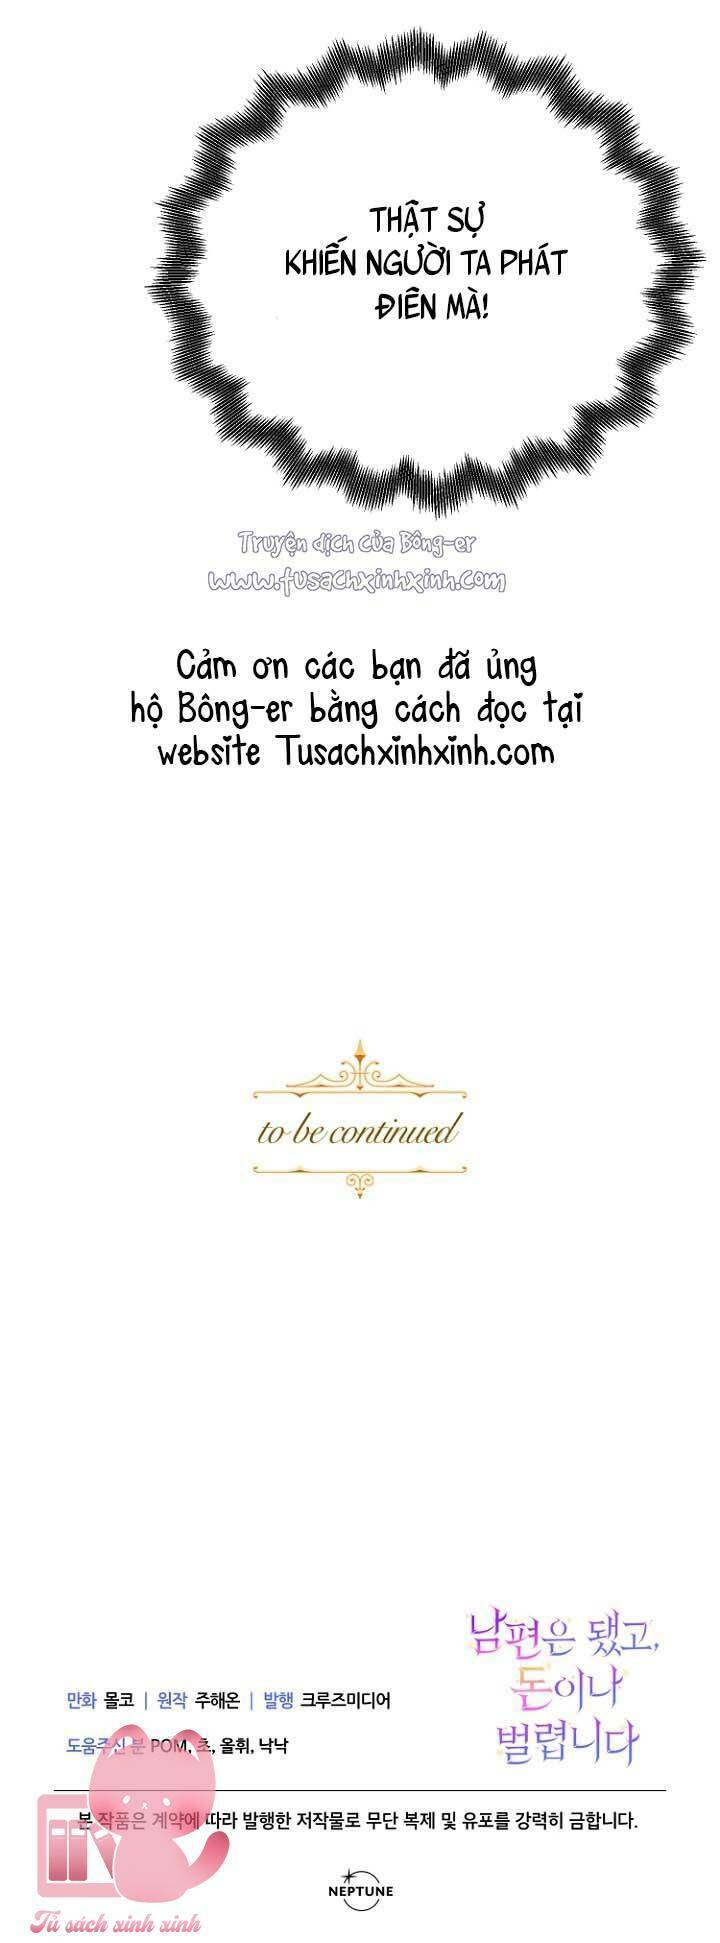 THẬT SỰ
KHIẾN NGƯỜI TA PHÁT
ĐIÊN MÀ!
Truyện dịch của Bông-er
www.tusachxinhxinh.com
Cảm ơn các bạn đã ủng
hộ Bông-er bằng cách đọc tại
website Tusachxinhxinh.com
to be continued
남편은 됐고,
돈이나
벌렵니다
만화 몰코 | 원작 주해온 | 발행 크루즈미디어
도움주신 분 POM, 초, 올휘, 낙낙
본 작품은 계약에 따라 발행한 저작물로 무단 복제 및 유포를 강력히 금합니다.
NEPTUNE
Tủ sách xinh xinh